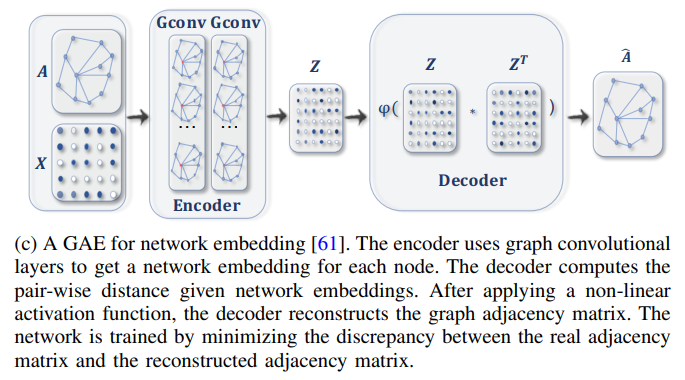 Gconv Gconv
A
X
...
...
Encoder
Z
φ(
Z
*
Z^T
)
Decoder
Â
(c) A GAE for network embedding [61]. The encoder uses graph convolutional
layers to get a network embedding for each node. The decoder computes the
pair-wise distance given network embeddings. After applying a non-linear
activation function, the decoder reconstructs the graph adjacency matrix. The
network is trained by minimizing the discrepancy between the real adjacency
matrix and the reconstructed adjacency matrix.